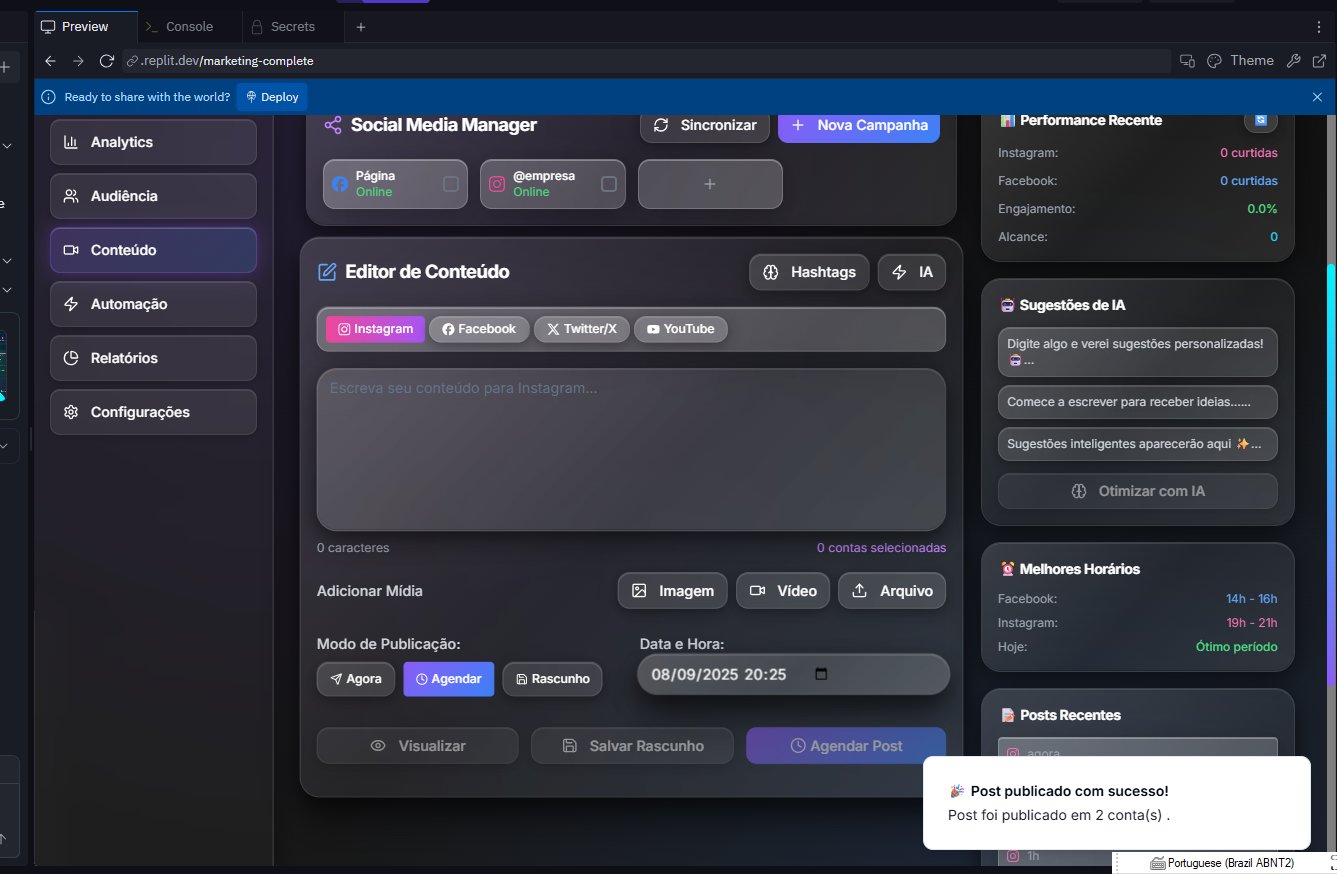 Preview
Console
Secrets
.replit.dev/marketing-complete
Theme
Ready to share with the world?
Deploy
Analytics
Audiência
Conteúdo
Automação
Relatórios
Configurações
Social Media Manager
Sincronizar
Nova Campanha
Página
Online
@empresa
Online
Editor de Conteúdo
Hashtags
IA
Instagram
Facebook
Twitter/X
YouTube
Escreva seu conteúdo para Instagram...
0 caracteres
0 contas selecionadas
Adicionar Mídia
Imagem
Vídeo
Arquivo
Modo de Publicação:
Agora
Agendar
Rascunho
Data e Hora:
08/09/2025 20:25
Visualizar
Salvar Rascunho
Agendar Post
Performance Recente
Instagram: 0 curtidas
Facebook: 0 curtidas
Engajamento: 0.0%
Alcance: 0
Sugestões de IA
Digite algo e verei sugestões personalizadas!
🤖...
Comece a escrever para receber ideias......
Sugestões inteligentes aparecerão aqui ✨...
Otimizar com IA
Melhores Horários
Facebook: 14h - 16h
Instagram: 19h - 21h
Hoje: Ótimo período
Posts Recentes
agora
🎉 Post publicado com sucesso!
Post foi publicado em 2 conta(s) .
1h
Portuguese (Brazil ABNT2)